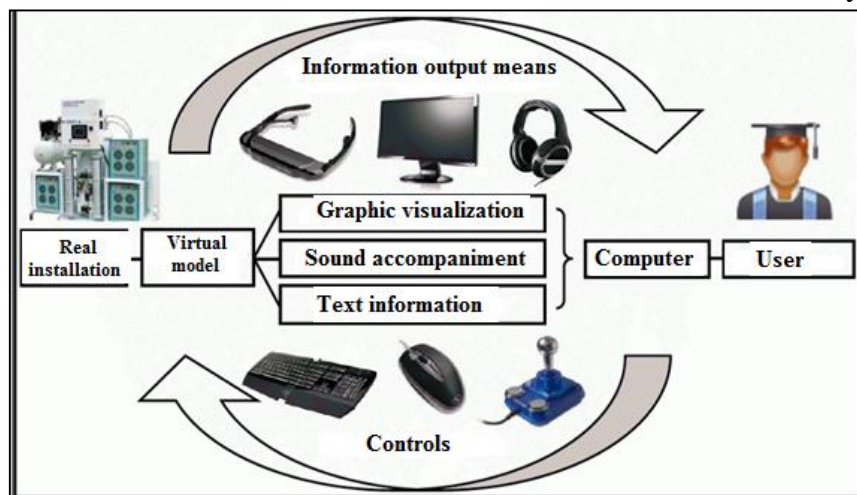 Information output means
Graphic visualization
Real
installation
Virtual
model
Sound accompaniment
Computer
User
Text information
Controls